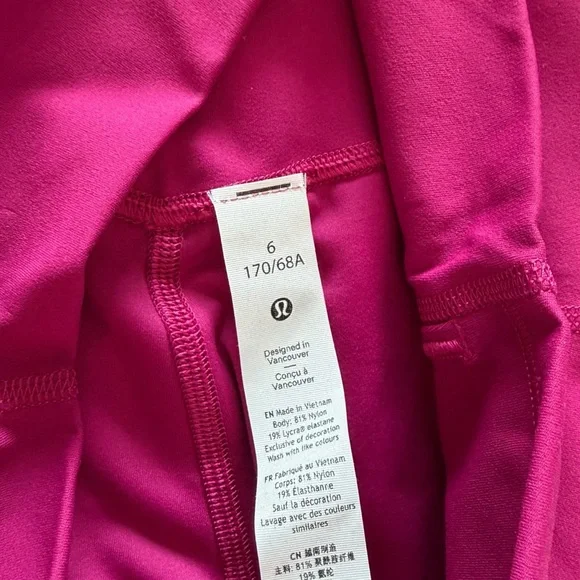 6
170/68A
Designed in
Vancouver
Conçu à
Vancouver
EN Made in Vietnam
Body: 81% Nylon
19% Lycra® elastane
Exclusive of decoration
Wash with like colours
FR Fabriqué au Vietnam
Corps: 81% Nylon
19% Élasthanne
Sauf la décoration
Lavage avec des couleurs
similaires
CN 越南制造
主料: 81% 聚酰胺纤维
19% 氨纶